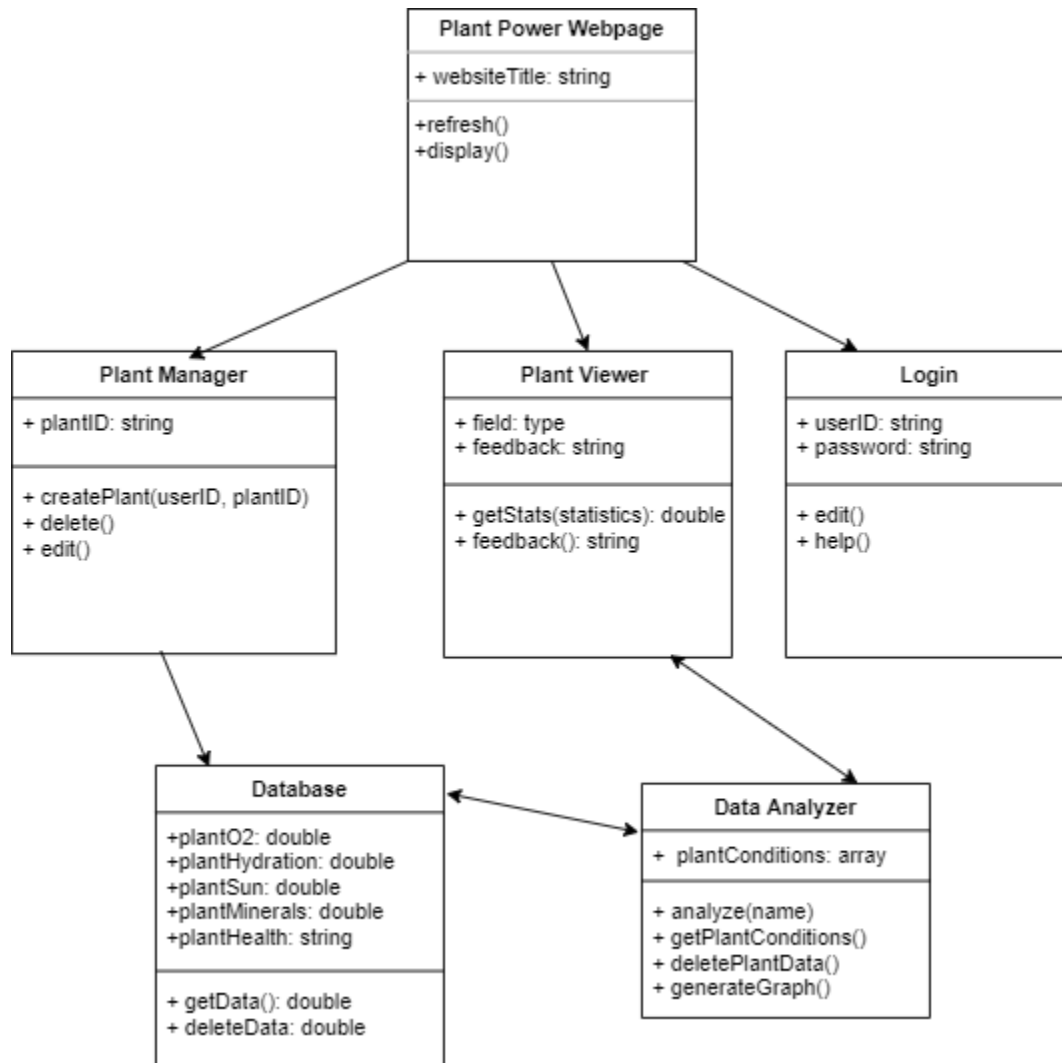 Plant Power Webpage
+ websiteTitle: string
+refresh()
+display()
Plant Manager
+ plantID: string
+ createPlant(userID, plantID)
+ delete()
+ edit()
Plant Viewer
+ field: type
+ feedback: string
+ getStats(statistics): double
+ feedback(): string
Login
+ userID: string
+ password: string
+ edit()
+ help()
Database
+plantO2: double
+plantHydration: double
+plantSun: double
+plantMinerals: double
+plantHealth: string
+ getData(): double
+ deleteData: double
Data Analyzer
+ plantConditions: array
+ analyze(name)
+ getPlantConditions()
+ deletePlantData()
+ generateGraph()